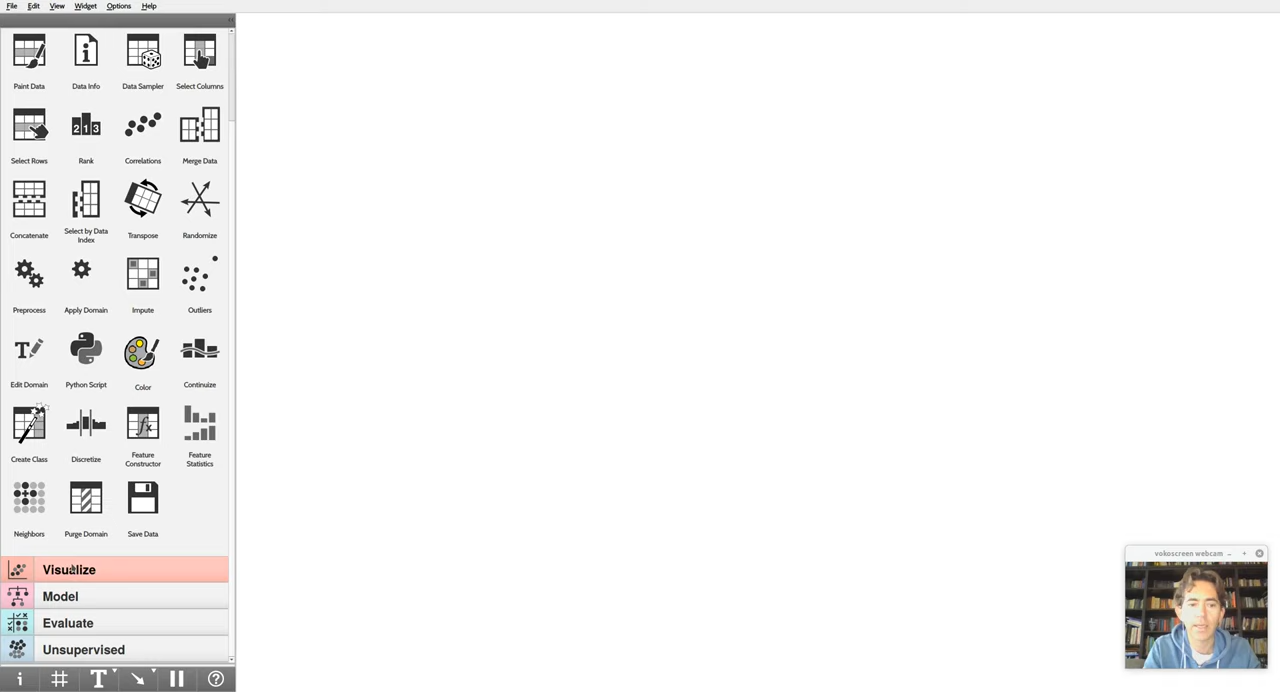 File Edit View Widget Options Help
Paint Data Data Info Data Sampler Select Columns
Select Rows Rank Correlations Merge Data
Concatenate Select by Data Index Transpose Randomize
Preprocess Apply Domain Impute Outliers
Edit Domain Python Script Color Continuize
Create Class Discretize Feature Constructor Feature Statistics
Neighbors Purge Domain Save Data
Visualize
Model
Evaluate
Unsupervised
vokoscreen webcam